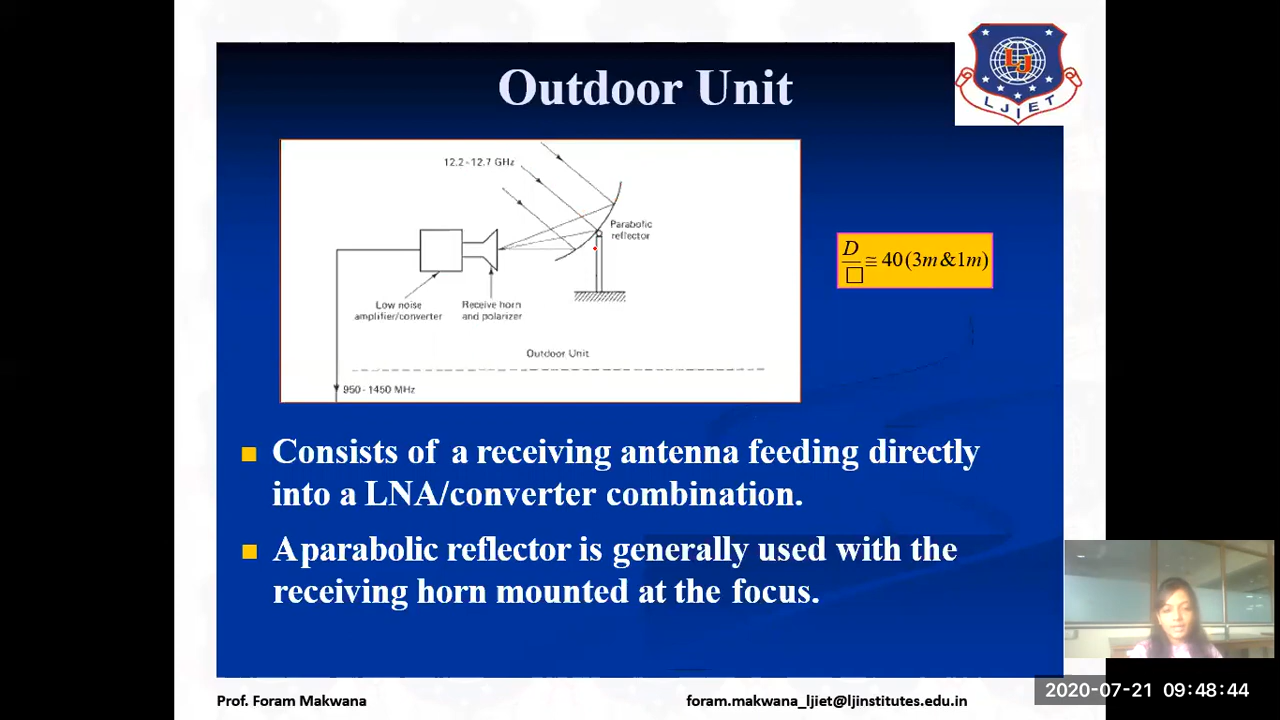 Outdoor Unit
LJIET
12.2-12.7 GHz
Parabolic
reflector
D/□ ≅ 40(3m&1m)
Low noise
amplifier/converter
Receive horn
and polarizer
Outdoor Unit
950-1450 MHz
Consists of a receiving antenna feeding directly
into a LNA/converter combination.
Aparabolic reflector is generally used with the
receiving horn mounted at the focus.
Prof. Foram Makwana
foram.makwana_ljiet@ljinstitutes.edu.in
2020-07-21 09:48:44